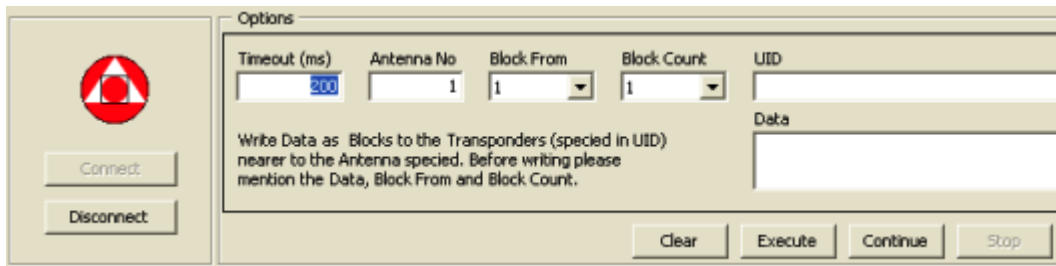 Options
Timeout (ms) Antenna No Block From Block Count UID
200 1 1 1
Data
Write Data as Blocks to the Transponders (specied in UID)
nearer to the Antenna specied. Before writing please
mention the Data, Block From and Block Count.
Connect
Disconnect
Clear Execute Continue Stop